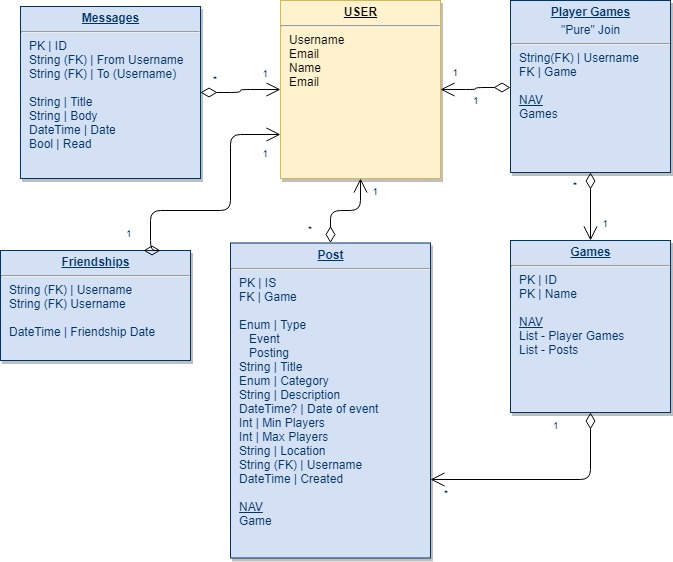 Messages
PK | ID
String (FK) | From Username
String (FK) | To (Username)
String | Title
String | Body
DateTime | Date
Bool | Read
*
1
USER
Username
Email
Name
Email
1
1
Player Games
"Pure" Join
String(FK) | Username
FK | Game
NAV
Games
1
1
*
1
Friendships
String (FK) | Username
String (FK) Username
DateTime | Friendship Date
*
1
Post
PK | IS
FK | Game
Enum | Type
Event
Posting
String | Title
Enum | Category
String | Description
DateTime? | Date of event
Int | Min Players
Int | Max Players
String | Location
String (FK) | Username
DateTime | Created
NAV
Game
Games
PK | ID
PK | Name
NAV
List - Player Games
List - Posts
1
*